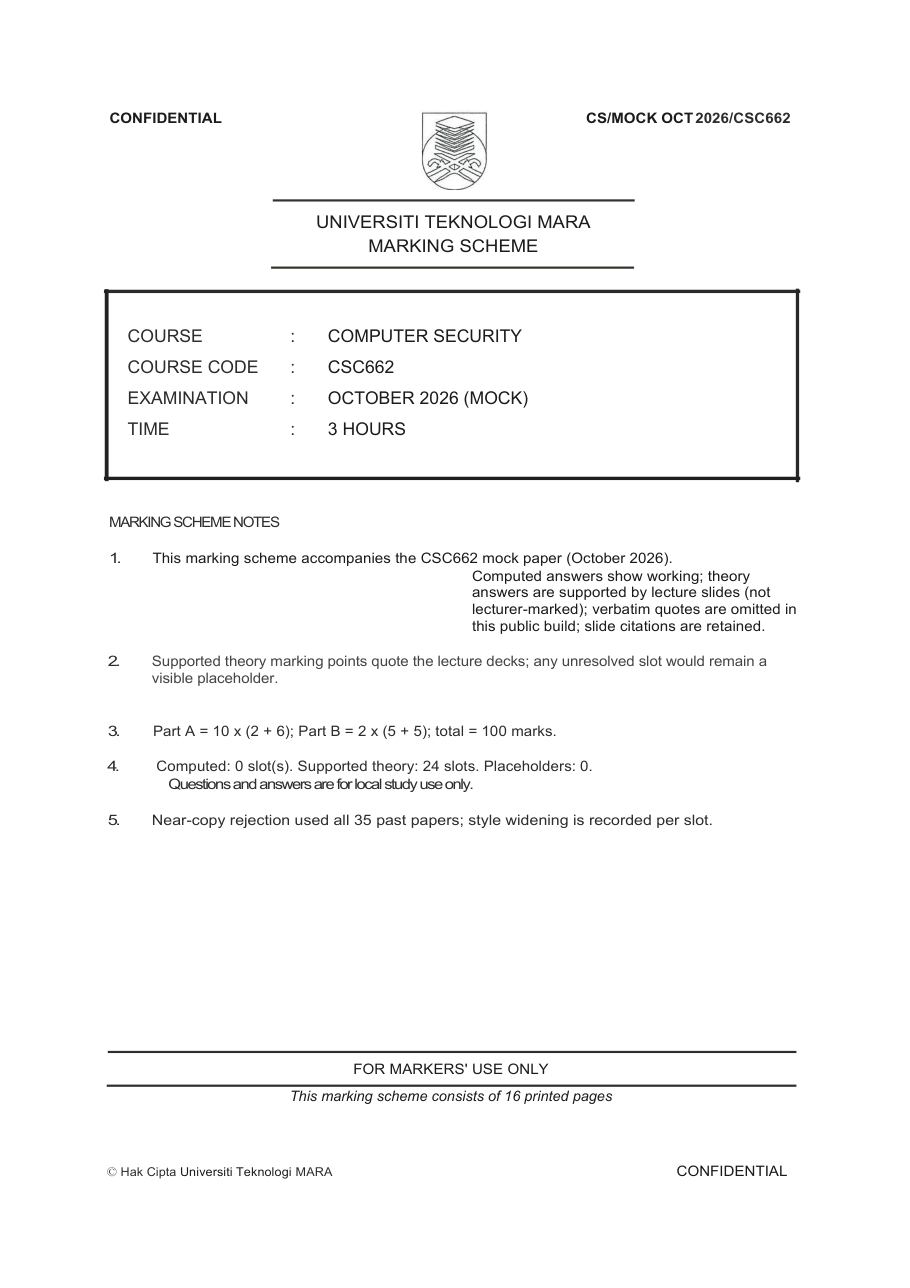 CONFIDENTIAL
CS/MOCK OCT 2026/CSC662
UNIVERSITI TEKNOLOGI MARA
MARKING SCHEME
COURSE : COMPUTER SECURITY
COURSE CODE : CSC662
EXAMINATION : OCTOBER 2026 (MOCK)
TIME : 3 HOURS
MARKING SCHEME NOTES
1. This marking scheme accompanies the CSC662 mock paper (October 2026).
Computed answers show working; theory
answers are supported by lecture slides (not
lecturer-marked); verbatim quotes are omitted in
this public build; slide citations are retained.
2. Supported theory marking points quote the lecture decks; any unresolved slot would remain a
visible placeholder.
3. Part A = 10 x (2 + 6); Part B = 2 x (5 + 5); total = 100 marks.
4. Computed: 0 slot(s). Supported theory: 24 slots. Placeholders: 0.
Questions and answers are for local study use only.
5. Near-copy rejection used all 35 past papers; style widening is recorded per slot.
FOR MARKERS' USE ONLY
This marking scheme consists of 16 printed pages
© Hak Cipta Universiti Teknologi MARA
CONFIDENTIAL